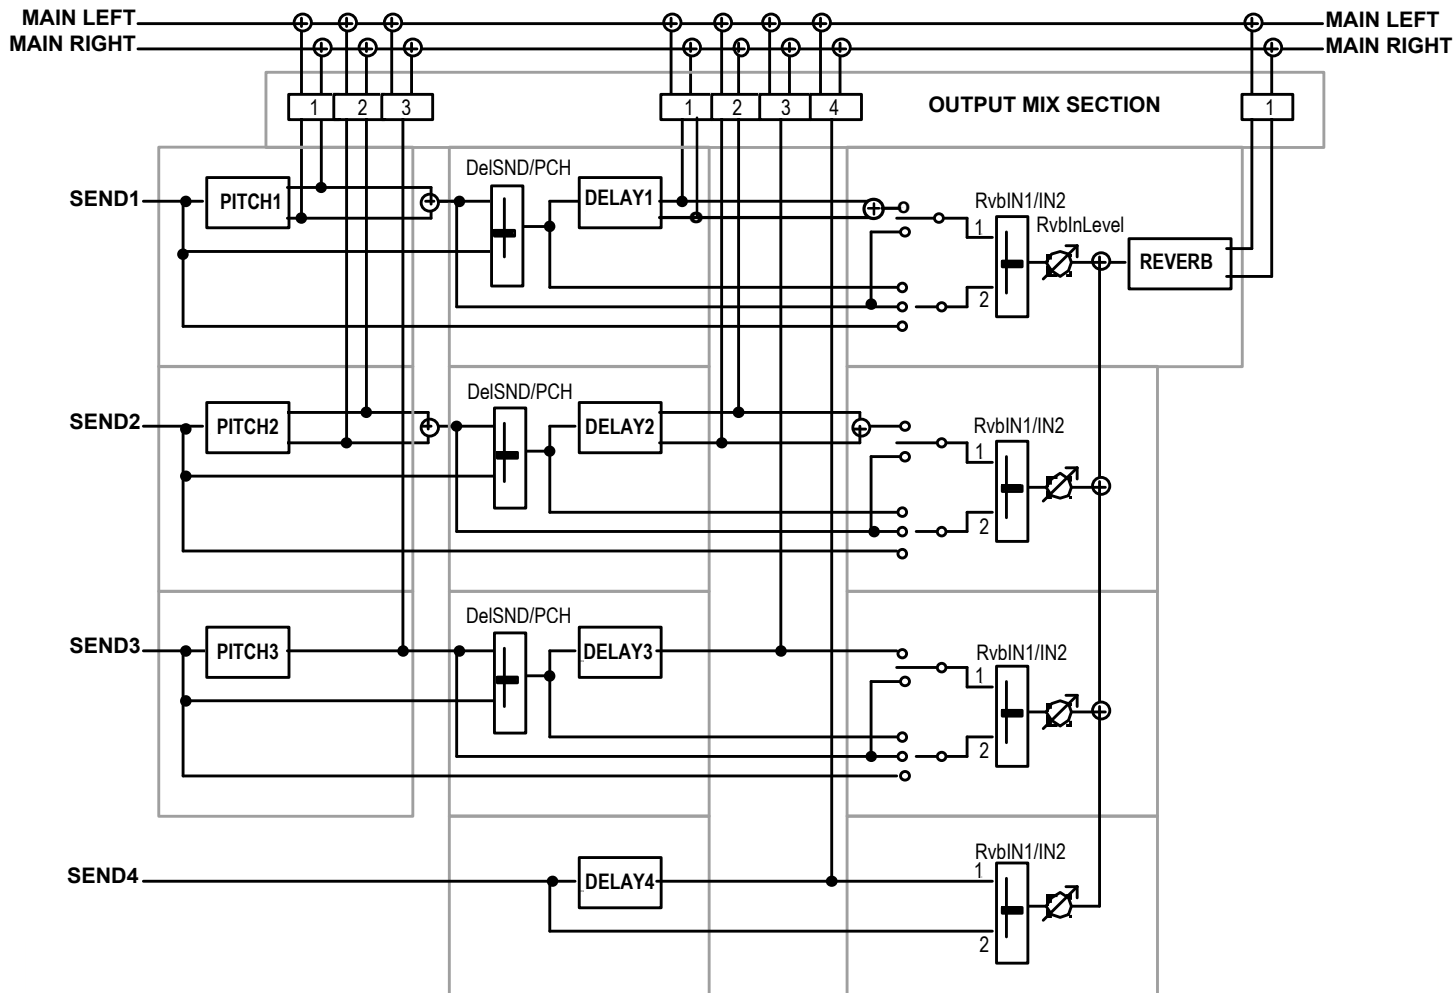 MAIN LEFT MAIN LEFT
MAIN RIGHT MAIN RIGHT
1 2 3 1 2 3 4 OUTPUT MIX SECTION 1
DelSND/PCH
SEND1 PITCH1 DELAY1 RvbIN1/IN2
1 RvbInLevel
REVERB
2
DelSND/PCH
SEND2 PITCH2 DELAY2 RvbIN1/IN2
1
2
DelSND/PCH
SEND3 PITCH3 DELAY3 RvbIN1/IN2
1
2
RvbIN1/IN2
SEND4 DELAY4 1
2